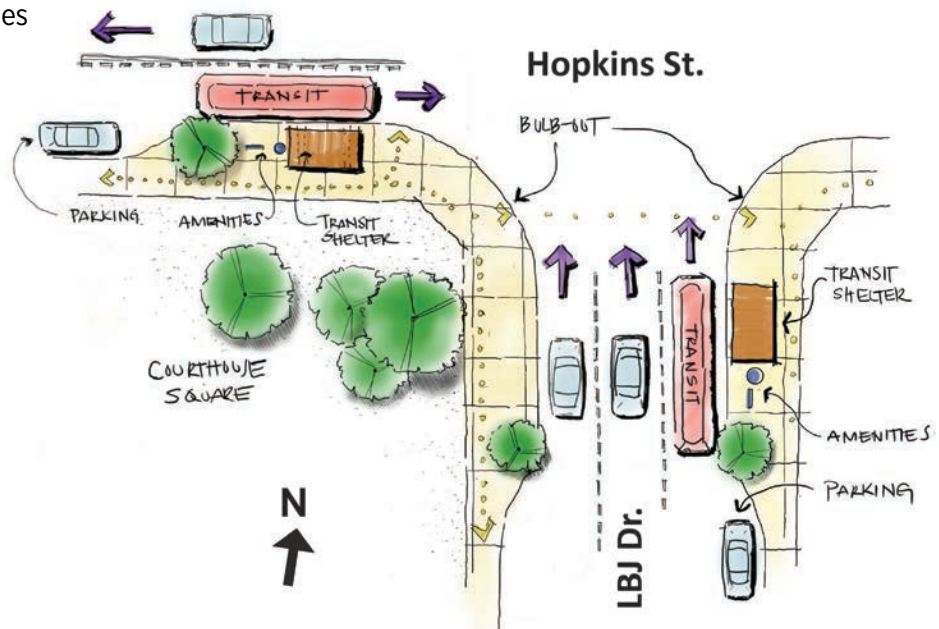 es
Hopkins St.
TRANSIT
BULB-OUT
PARKING
AMENITIES
TRANSIT
SHELTER
TRANSIT
SHELTER
COURTHOUSE
SQUARE
TRANSIT
AMENITIES
PARKING
N
LBJ Dr.